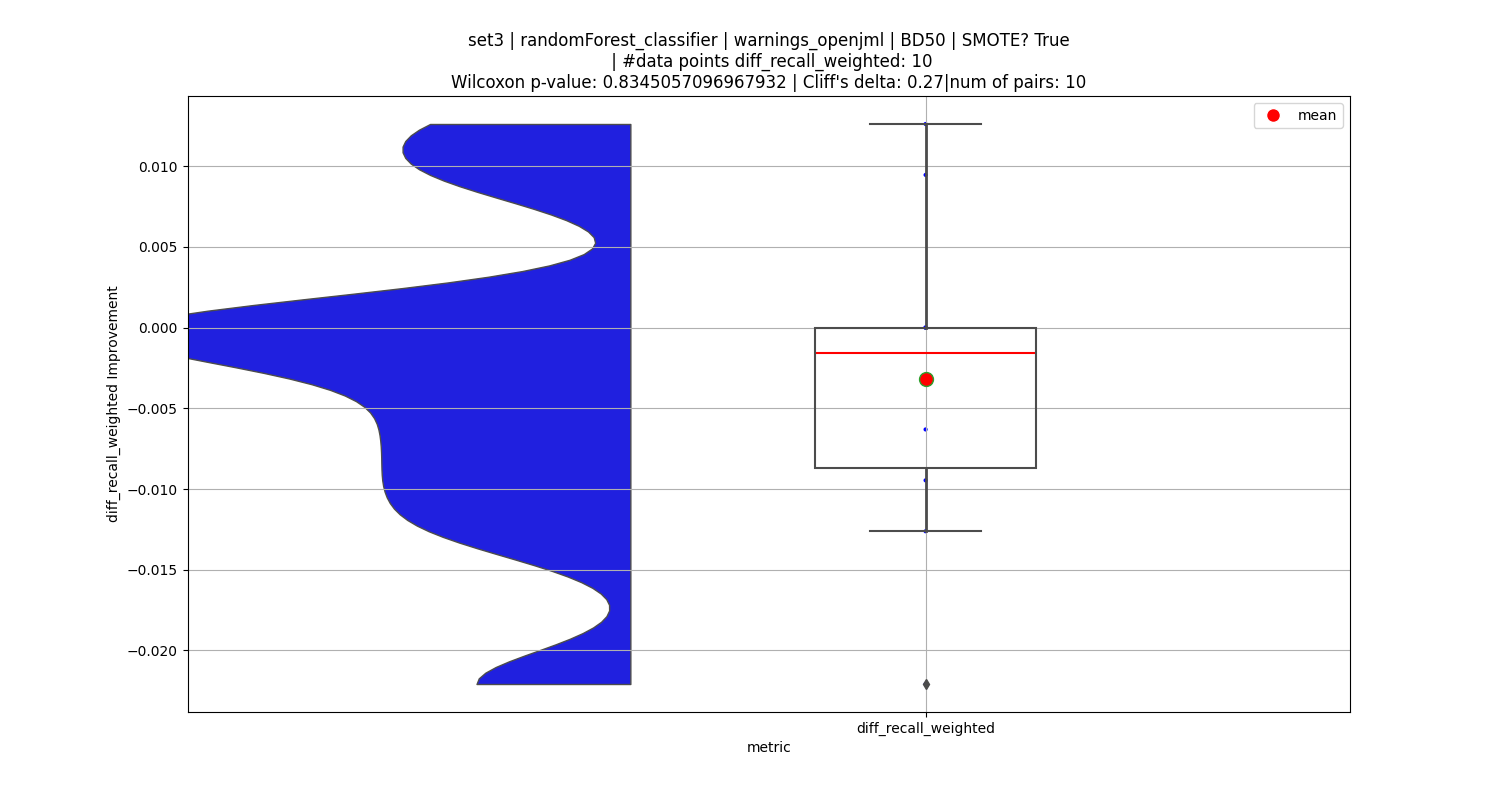 set3 | randomForest_classifier | warnings_openjml | BD50 | SMOTE? True
| #data points diff_recall_weighted: 10
Wilcoxon p-value: 0.8345057096967932 | Cliff's delta: 0.27|num of pairs: 10
mean
0.010
0.005
0.000
−0.005
−0.010
−0.015
−0.020
diff_recall_weighted Improvement
diff_recall_weighted
metric